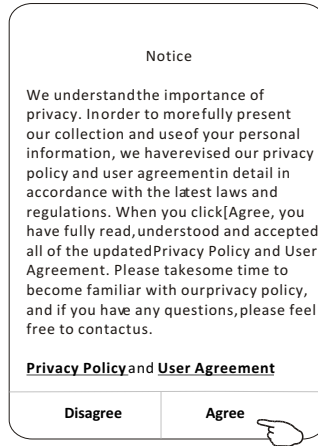 Notice
We understandthe importance of
privacy. Inorder to morefully present
our collection and useof your personal
information, we haverevised our privacy
policy and user agreementin detail in
accordance with the latest laws and
regulations. When you click[Agree, you
have fully read,understood and accepted
all of the updatedPrivacy Policy and User
Agreement. Please takesome time to
become familiar with ourprivacy policy,
and if you have any questions,please feel
free to contactus.
Privacy Policy and User Agreement
Disagree Agree